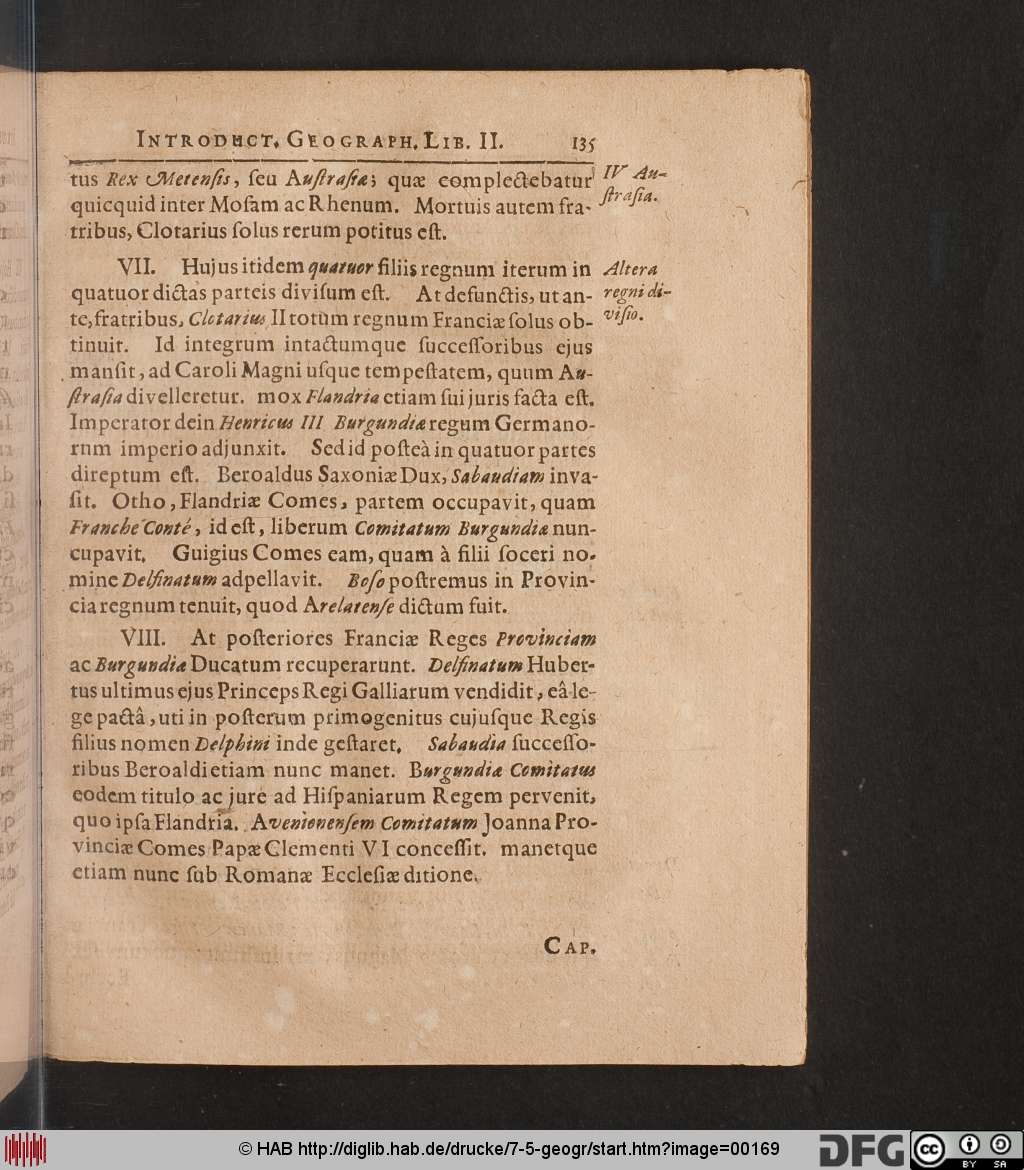 INTRODUCT. GEOGRAPH. LIB. II. 135
tus Rex Metenſis, ſeu Auſtraſiæ; quæ complectebatur
quicquid inter Moſam ac Rhenum. Mortuis autem fra-
tribus, Clotarius ſolus rerum potitus eſt.
IV Au-
ſtraſia.
VII. Hujus itidem quatuor filiis regnum iterum in
quatuor dictas parteis diviſum eſt. At defunctis, ut an-
te, fratribus, Clotarius II totum regnum Franciæ ſolus ob-
tinuit. Id integrum intactumque ſucceſſoribus ejus
manſit, ad Caroli Magni uſque tempeſtatem, quum Au-
ſtraſia divelleretur. mox Flandria etiam ſui juris facta eſt.
Imperator dein Henricus III Burgundiæ regum Germano-
rum imperio adjunxit. Sed id poſteà in quatuor partes
direptum eſt. Beroaldus Saxoniæ Dux, Sabaudiam inva-
ſit. Otho, Flandriæ Comes, partem occupavit, quam
Franche Conté, id eſt, liberum Comitatum Burgundiæ nun-
cupavit. Guigius Comes eam, quam à filii ſoceri no-
mine Delfinatum adpellavit. Boſo poſtremus in Provin-
cia regnum tenuit, quod Arelatenſe dictum fuit.
Altera
regni di-
viſio.
VIII. At poſteriores Franciæ Reges Provinciam
ac Burgundiæ Ducatum recuperarunt. Delfinatum Huber-
tus ultimus ejus Princeps Regi Galliarum vendidit, eâ le-
ge pactâ, uti in poſterum primogenitus cujuſque Regis
filius nomen Delphini inde geſtaret. Sabaudia ſucceſſo-
ribus Beroaldi etiam nunc manet. Burgundiæ Comitatus
eodem titulo ac jure ad Hiſpaniarum Regem pervenit,
quo ipſa Flandria. Avenionenſem Comitatum Joanna Pro-
vinciæ Comes Papæ Clementi VI conceſſit. manetque
etiam nunc ſub Romanæ Eccleſiæ ditione.
CAP.
© HAB http://diglib.hab.de/drucke/7-5-geogr/start.htm?image=00169
DFG
cc BY SA